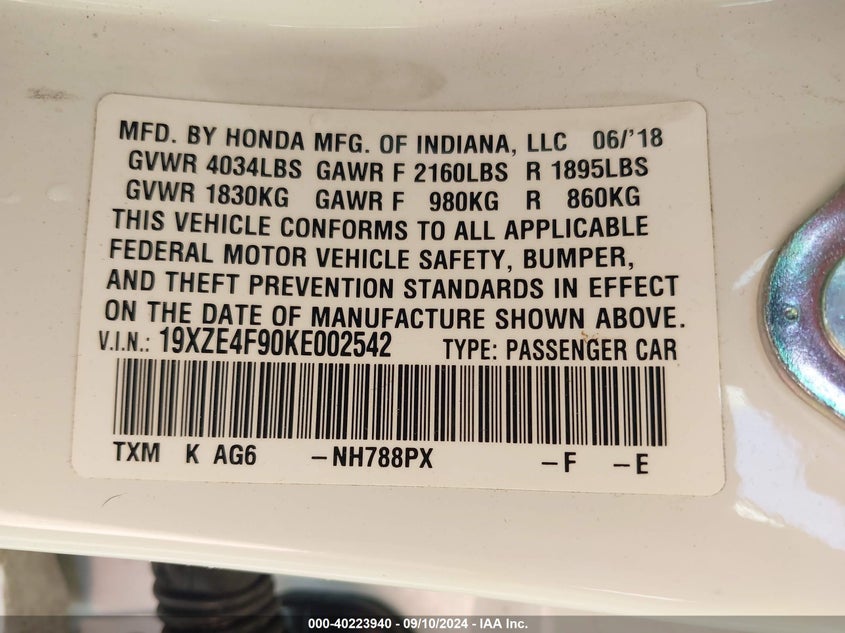 MFD. BY HONDA MFG. OF INDIANA, LLC 06/'18
GVWR 4034LBS GAWR F 2160LBS R 1895LBS
GVWR 1830KG GAWR F 980KG R 860KG
THIS VEHICLE CONFORMS TO ALL APPLICABLE
FEDERAL MOTOR VEHICLE SAFETY, BUMPER,
AND THEFT PREVENTION STANDARDS IN EFFECT
ON THE DATE OF MANUFACTURE SHOWN ABOVE.
V.I.N.: 19XZE4F90KE002542 TYPE: PASSENGER CAR
TXM K AG6 –NH788PX –F –E
000-40223940 - 09/10/2024 - IAA Inc.